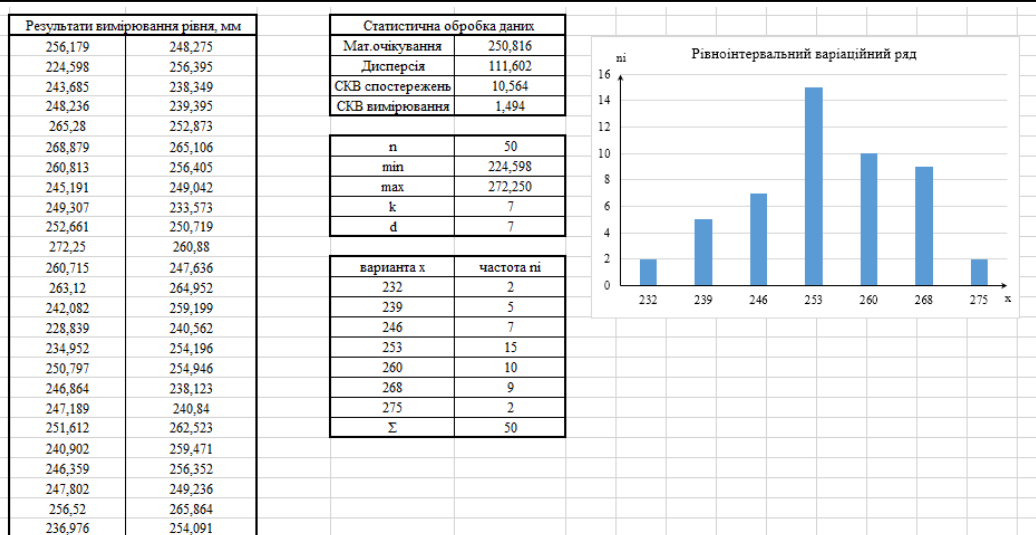 Результати вимірювання рівня, мм
256,179 248,275
224,598 256,395
243,685 238,349
248,236 239,395
265,28 252,873
268,879 265,106
260,813 256,405
245,191 249,042
249,307 233,573
252,661 250,719
272,25 260,88
260,715 247,636
263,12 264,952
242,082 259,199
228,839 240,562
234,952 254,196
250,797 254,946
246,864 238,123
247,189 240,84
251,612 262,523
240,902 259,471
246,359 256,352
247,802 249,236
256,52 265,864
236,976 254,091
Статистична обробка даних
Мат.очікування 250,816
Дисперсія 111,602
СКВ спостережень 10,564
СКВ вимірювання 1,494
n 50
min 224,598
max 272,250
k 7
d 7
варианта x частота ni
232 2
239 5
246 7
253 15
260 10
268 9
275 2
Σ 50
Рівноінтервальний варіаційний ряд
ni
16
14
12
10
8
6
4
2
0
232 239 246 253 260 268 275 x